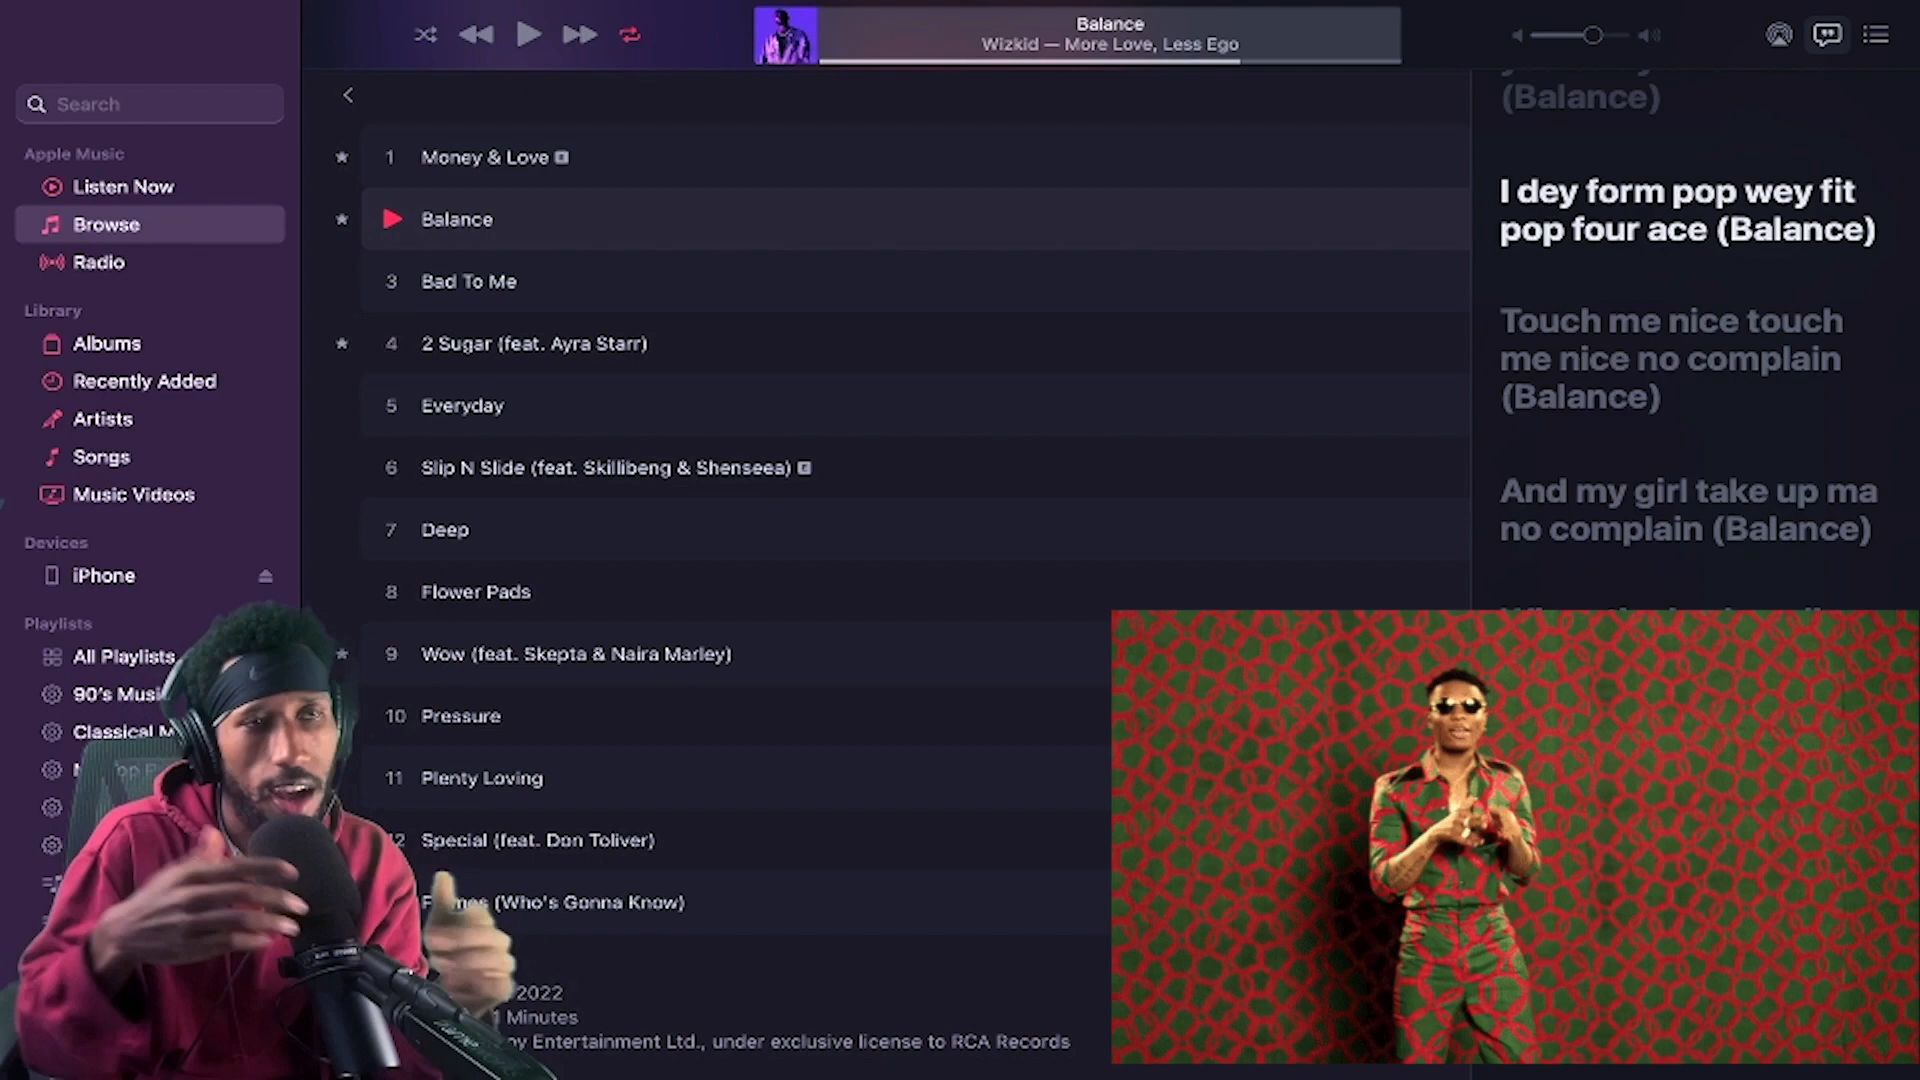 Balance
Wizkid — More Love, Less Ego
Search
Apple Music
Listen Now
Browse
Radio
Library
Albums
Recently Added
Artists
Songs
Music Videos
Devices
iPhone
Playlists
All Playlists
90's
Classical
1 Money & Love E
Balance
3 Bad To Me
4 2 Sugar (feat. Ayra Starr)
5 Everyday
6 Slip N Slide (feat. Skillibeng & Shenseea) E
7 Deep
8 Flower Pads
9 Wow (feat. Skepta & Naira Marley)
10 Pressure
11 Plenty Loving
Special (feat. Don Toliver)
(Who's Gonna Know)
2022
Minutes
Entertainment Ltd., under exclusive license to RCA Records
(Balance)
I dey form pop wey fit
pop four ace (Balance)
Touch me nice touch
me nice no complain
(Balance)
And my girl take up ma
no complain (Balance)